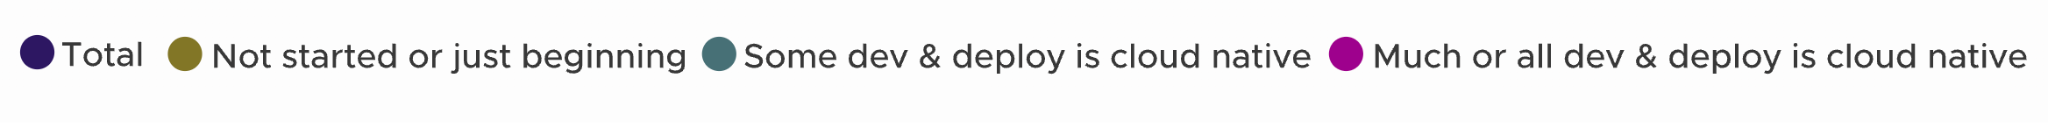 Total Not started or just beginning Some dev & deploy is cloud native Much or all dev & deploy is cloud native